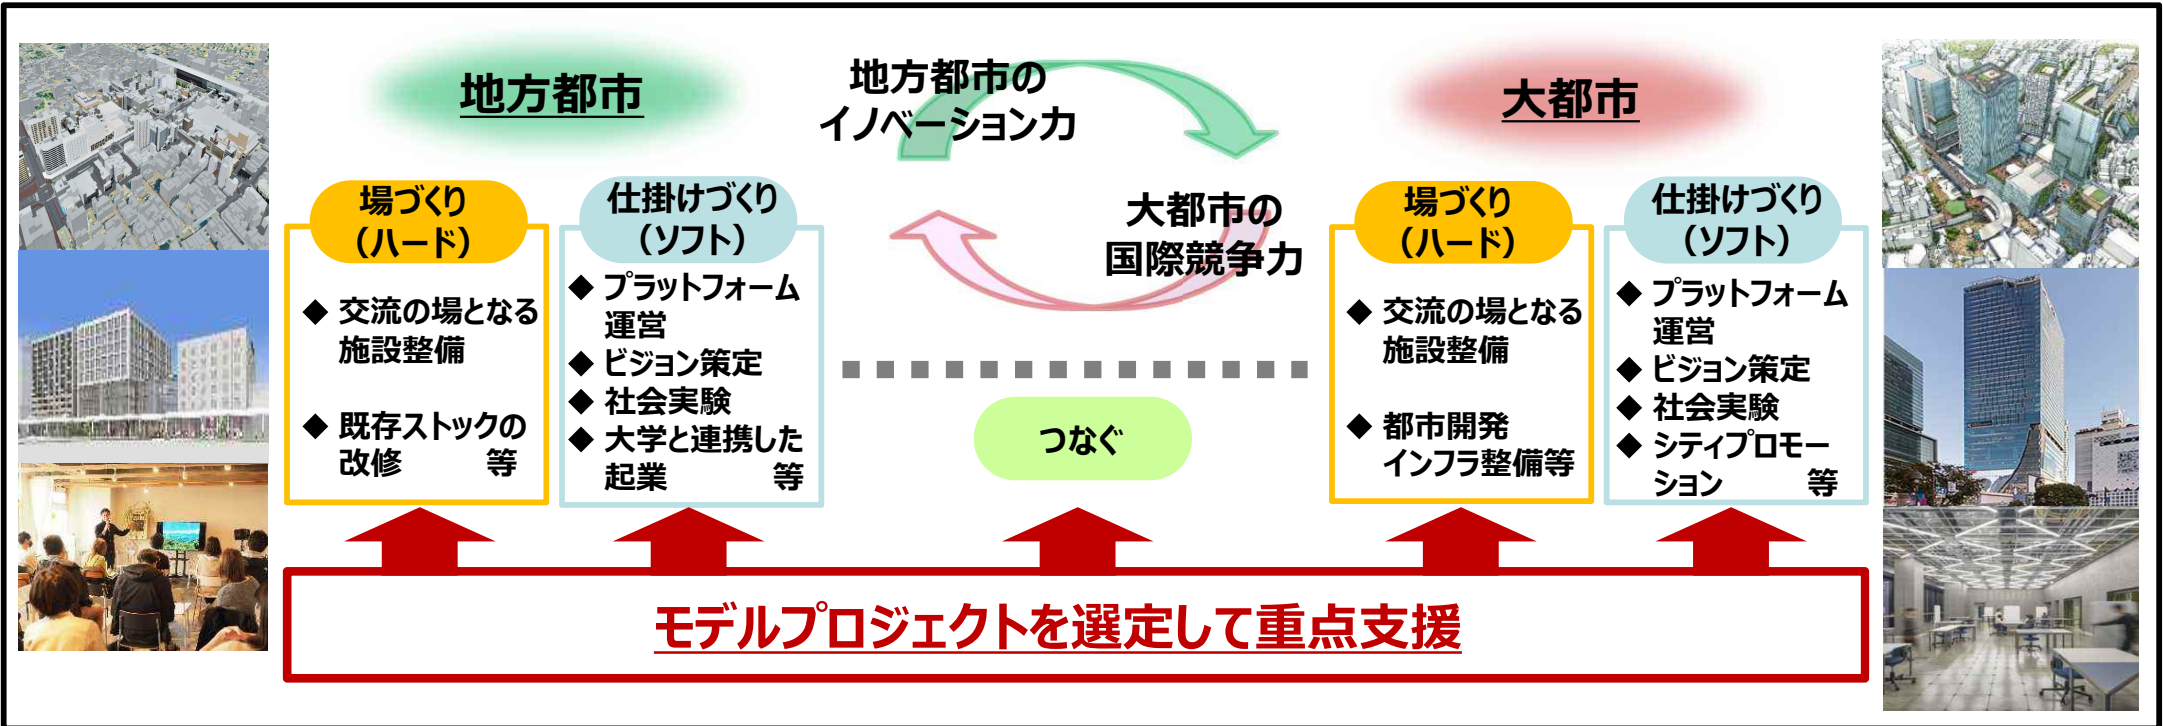 地方都市
地方都市の
イノベーション力
大都市
場づくり
（ハード）
◆ 交流の場となる
施設整備
◆ 既存ストックの
改修 等
仕掛けづくり
（ソフト）
◆ プラットフォーム
運営
◆ ビジョン策定
◆ 社会実験
◆ 大学と連携した
起業 等
大都市の
国際競争力
つなぐ
場づくり
（ハード）
◆ 交流の場となる
施設整備
◆ 都市開発
インフラ整備等
仕掛けづくり
（ソフト）
◆ プラットフォーム
運営
◆ ビジョン策定
◆ 社会実験
◆ シティプロモー
ション 等
モデルプロジェクトを選定して重点支援